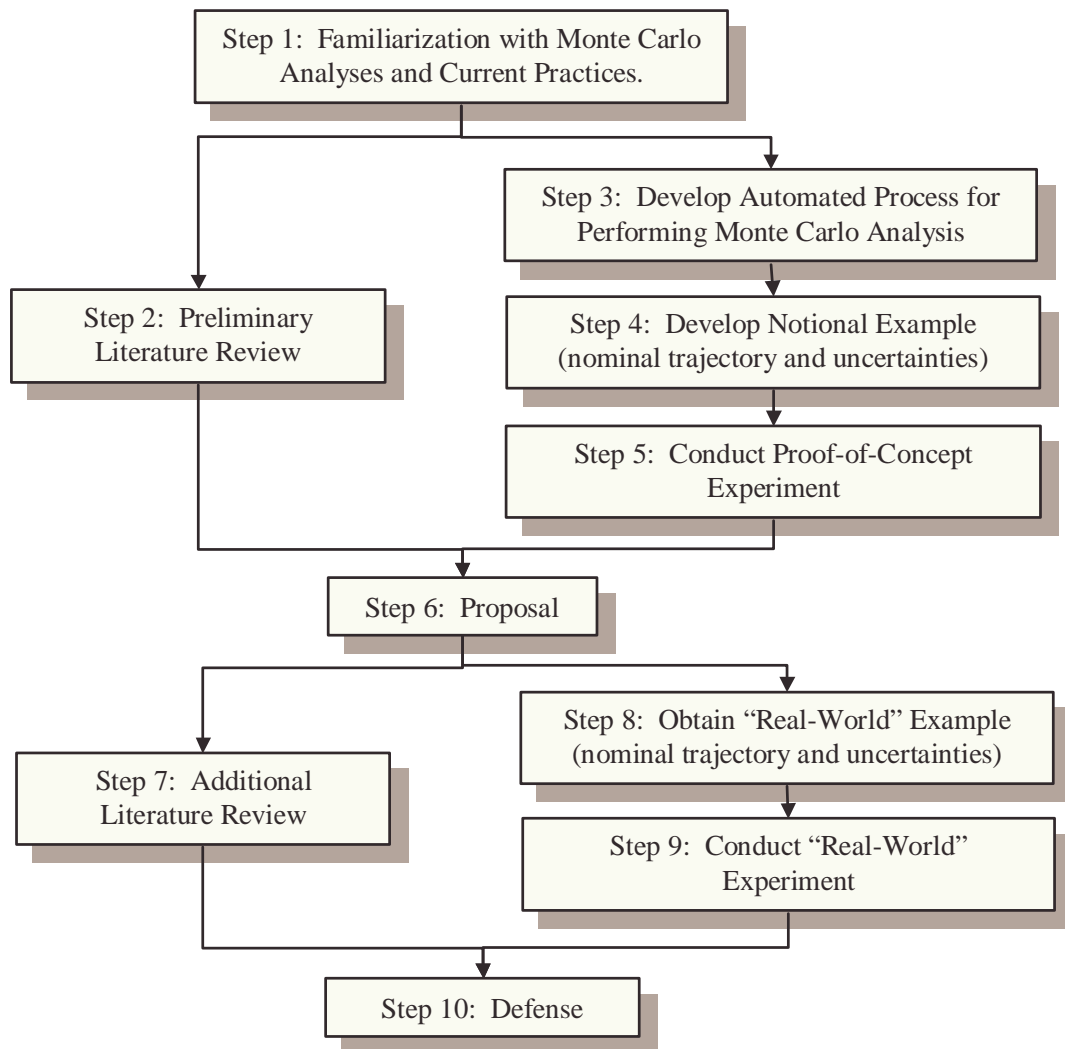 Step 1: Familiarization with Monte Carlo
Analyses and Current Practices.
Step 3: Develop Automated Process for
Performing Monte Carlo Analysis
Step 2: Preliminary
Literature Review
Step 4: Develop Notional Example
(nominal trajectory and uncertainties)
Step 5: Conduct Proof-of-Concept
Experiment
Step 6: Proposal
Step 8: Obtain “Real-World” Example
(nominal trajectory and uncertainties)
Step 7: Additional
Literature Review
Step 9: Conduct “Real-World”
Experiment
Step 10: Defense